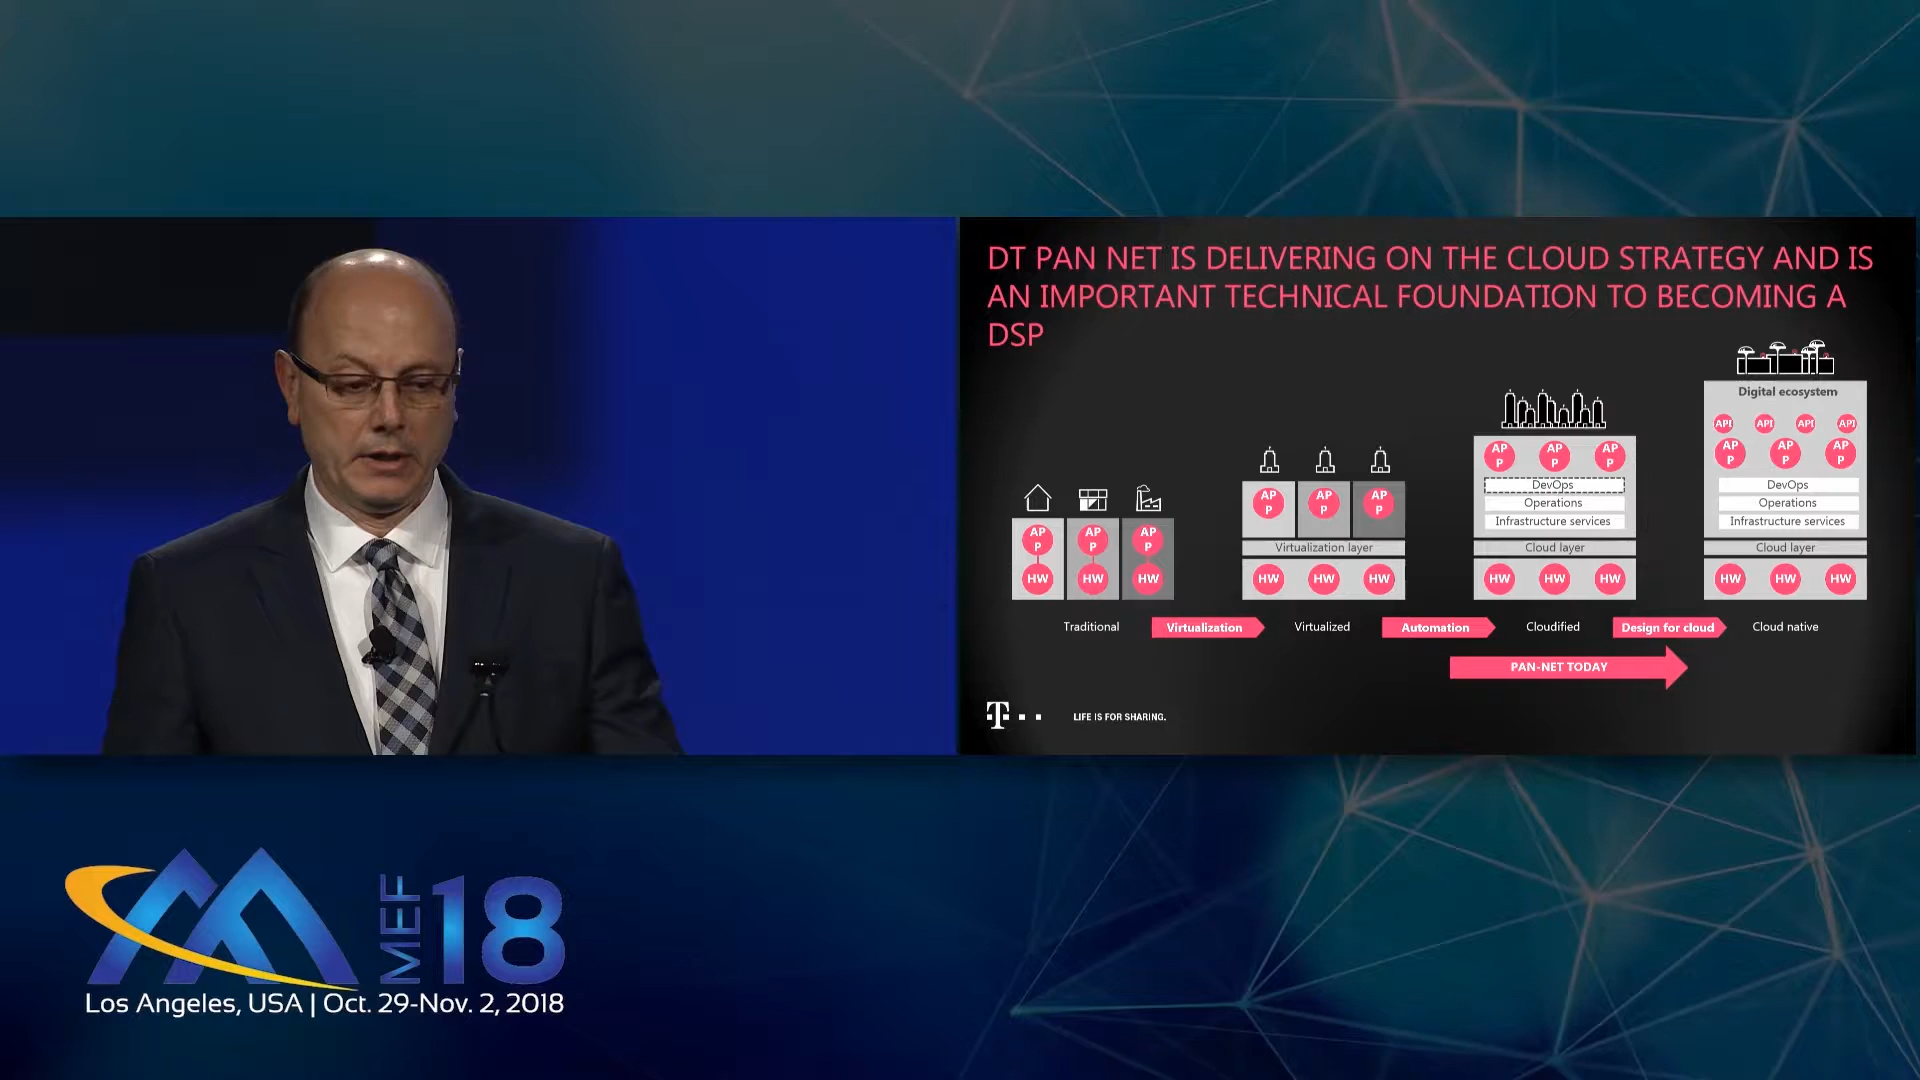 DT PAN NET IS DELIVERING ON THE CLOUD STRATEGY AND IS
AN IMPORTANT TECHNICAL FOUNDATION TO BECOMING A
DSP
Digital ecosystem
API API API API
AP
P
AP
P
AP
P
DevOps
Operations
Infrastructure services
Cloud layer
HW HW HW
AP
P
AP
P
AP
P
DevOps
Operations
Infrastructure services
Cloud layer
HW HW HW
AP
P
AP
P
AP
P
Virtualization layer
HW HW HW
AP
P
AP
P
AP
P
HW HW HW
Traditional Virtualization Virtualized Automation Cloudified Design for cloud Cloud native
PAN-NET TODAY
T
LIFE IS FOR SHARING.
MEF 18
Los Angeles, USA | Oct. 29-Nov. 2, 2018